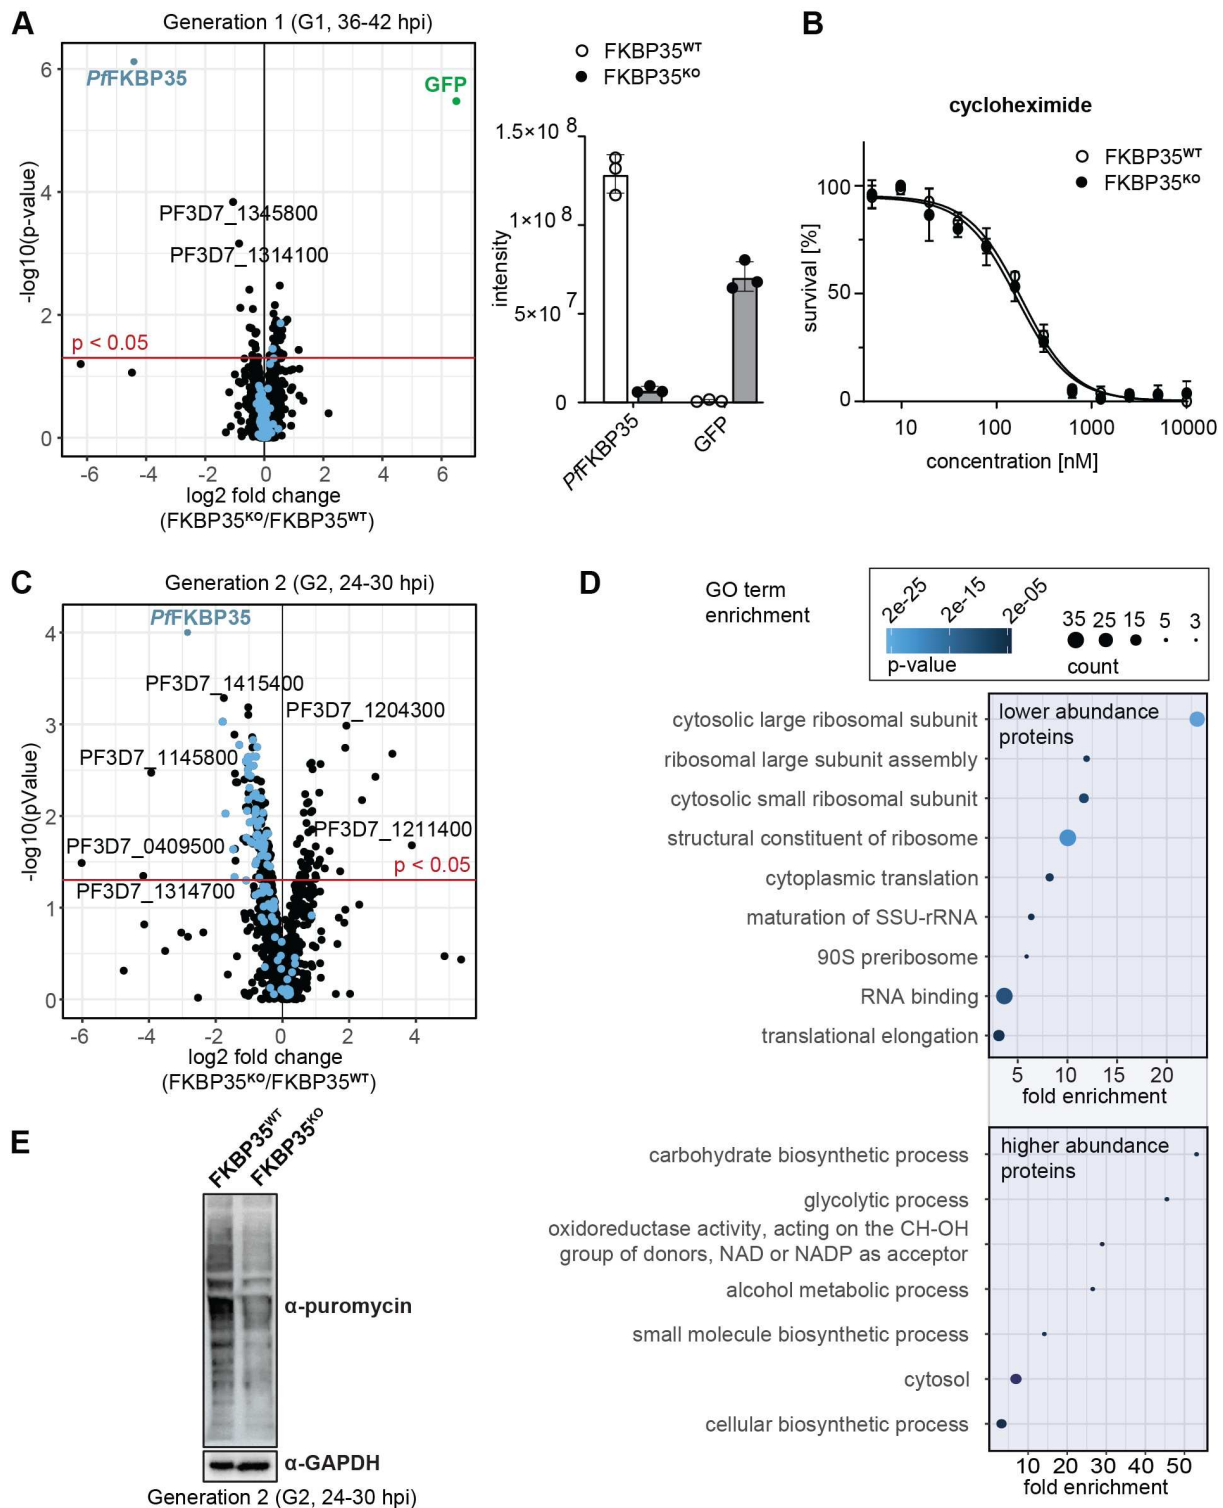 A
Generation 1 (G1, 36-42 hpi)
-log10(p-value)
6
4
2
0
PfFKBP35
GFP
PF3D7_1345800
PF3D7_1314100
p < 0.05
-6 -4 -2 0 2 4 6
log2 fold change
(FKBP35KO/FKBP35WT)
FKBP35WT
FKBP35KO
intensity
1.5×10 8
1×10 8
5×10 7
0
PfFKBP35
GFP
B
cycloheximide
FKBP35WT
FKBP35KO
survival [%]
100
50
0
10 100 1000 10000
concentration [nM]
C
Generation 2 (G2, 24-30 hpi)
-log10(pValue)
4
3
2
1
0
PfFKBP35
PF3D7_1415400
PF3D7_1204300
PF3D7_1145800
PF3D7_1211400
PF3D7_0409500
p < 0.05
PF3D7_1314700
-6 -4 -2 0 2 4
log2 fold change
(FKBP35KO/FKBP35WT)
D
GO term
enrichment
2e-25 2e-15 2e-05
p-value
35 25 15 5 3
count
lower abundance
proteins
cytosolic large ribosomal subunit
ribosomal large subunit assembly
cytosolic small ribosomal subunit
structural constituent of ribosome
cytoplasmic translation
maturation of SSU-rRNA
90S preribosome
RNA binding
translational elongation
5 10 15 20
fold enrichment
higher abundance
proteins
carbohydrate biosynthetic process
glycolytic process
oxidoreductase activity, acting on the CH-OH
group of donors, NAD or NADP as acceptor
alcohol metabolic process
small molecule biosynthetic process
cytosol
cellular biosynthetic process
10 20 30 40 50
fold enrichment
E
FKBP35WT
FKBP35KO
α-puromycin
α-GAPDH
Generation 2 (G2, 24-30 hpi)